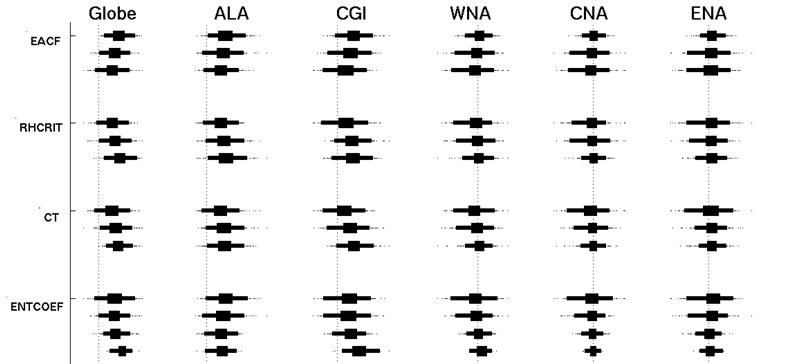 Globe ALA CGI WNA CNA ENA
EACF
RHCRIT
CT
ENTCOEF